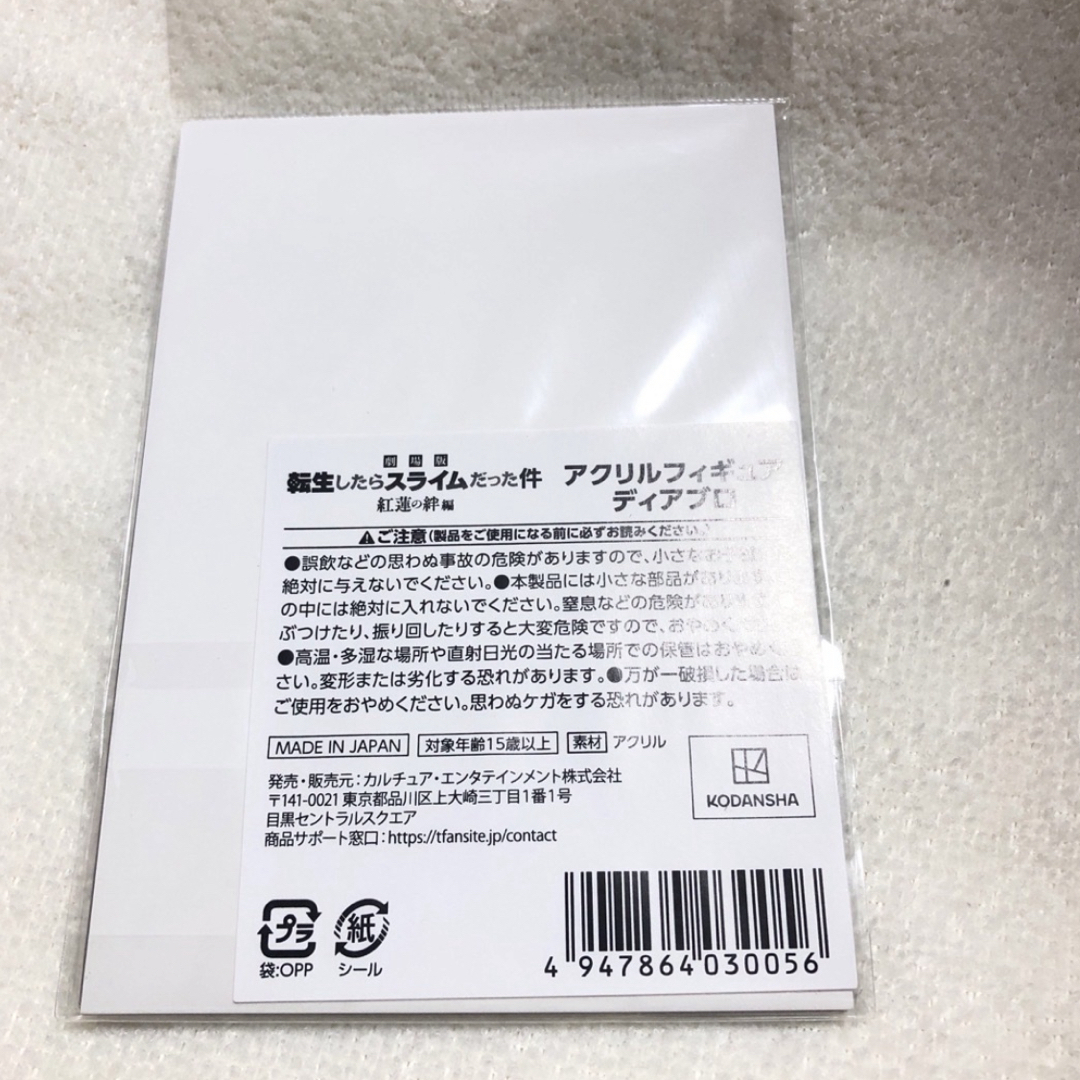 劇場版
転生したらスライムだった件
紅蓮の絆編
アクリルフィギュア
ディアブロ
⚠ご注意(製品をご使用になる前に必ずお読みください。)
●誤飲などの思わぬ事故の危険がありますので、小さなお
絶対に与えないでください。●本製品には小さな部品があり
の中には絶対に入れないでください。窒息などの危険があ
ぶつけたり、振り回したりすると大変危険ですので、おやめく
●高温・多湿な場所や直射日光の当たる場所での保管はおやめく
さい。変形または劣化する恐れがあります。●万が一破損した場合は
ご使用をおやめください。思わぬケガをする恐れがあります。
MADE IN JAPAN 対象年齢15歳以上 素材 アクリル
発売・販売元：カルチュア・エンタテインメント株式会社
〒141-0021 東京都品川区上大崎三丁目1番1号
目黒セントラルスクエア
商品サポート窓口：https://tfansite.jp/contact
KODANSHA
プラ 紙
袋:OPP シール
4 947864 030056